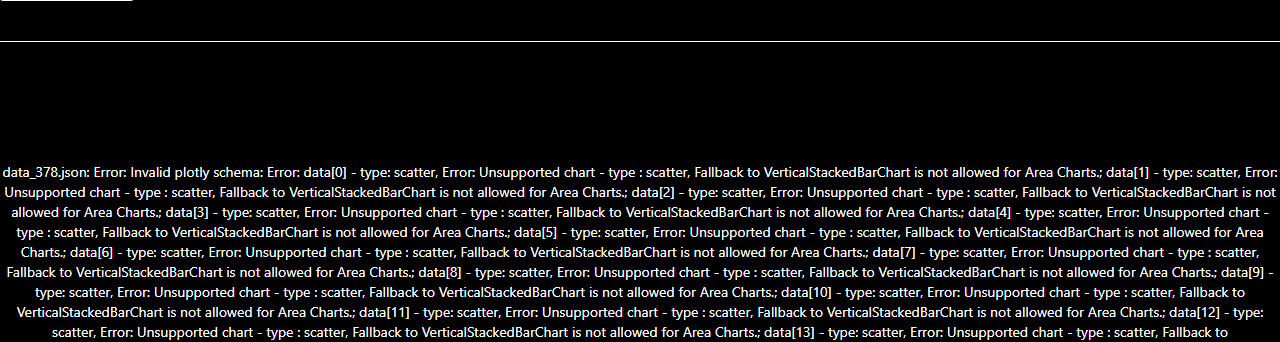 data_378.json: Error: Invalid plotly schema: Error: data[0] - type: scatter, Error: Unsupported chart - type : scatter, Fallback to VerticalStackedBarChart is not allowed for Area Charts.; data[1] - type: scatter, Error:
Unsupported chart - type : scatter, Fallback to VerticalStackedBarChart is not allowed for Area Charts.; data[2] - type: scatter, Error: Unsupported chart - type : scatter, Fallback to VerticalStackedBarChart is not
allowed for Area Charts.; data[3] - type: scatter, Error: Unsupported chart - type : scatter, Fallback to VerticalStackedBarChart is not allowed for Area Charts.; data[4] - type: scatter, Error: Unsupported chart -
type : scatter, Fallback to VerticalStackedBarChart is not allowed for Area Charts.; data[5] - type: scatter, Error: Unsupported chart - type : scatter, Fallback to VerticalStackedBarChart is not allowed for Area
Charts.; data[6] - type: scatter, Error: Unsupported chart - type : scatter, Fallback to VerticalStackedBarChart is not allowed for Area Charts.; data[7] - type: scatter, Error: Unsupported chart - type : scatter,
Fallback to VerticalStackedBarChart is not allowed for Area Charts.; data[8] - type: scatter, Error: Unsupported chart - type : scatter, Fallback to VerticalStackedBarChart is not allowed for Area Charts.; data[9] -
type: scatter, Error: Unsupported chart - type : scatter, Fallback to VerticalStackedBarChart is not allowed for Area Charts.; data[10] - type: scatter, Error: Unsupported chart - type : scatter, Fallback to
VerticalStackedBarChart is not allowed for Area Charts.; data[11] - type: scatter, Error: Unsupported chart - type : scatter, Fallback to VerticalStackedBarChart is not allowed for Area Charts.; data[12] - type:
scatter, Error: Unsupported chart - type : scatter, Fallback to VerticalStackedBarChart is not allowed for Area Charts.; data[13] - type: scatter, Error: Unsupported chart - type : scatter, Fallback to